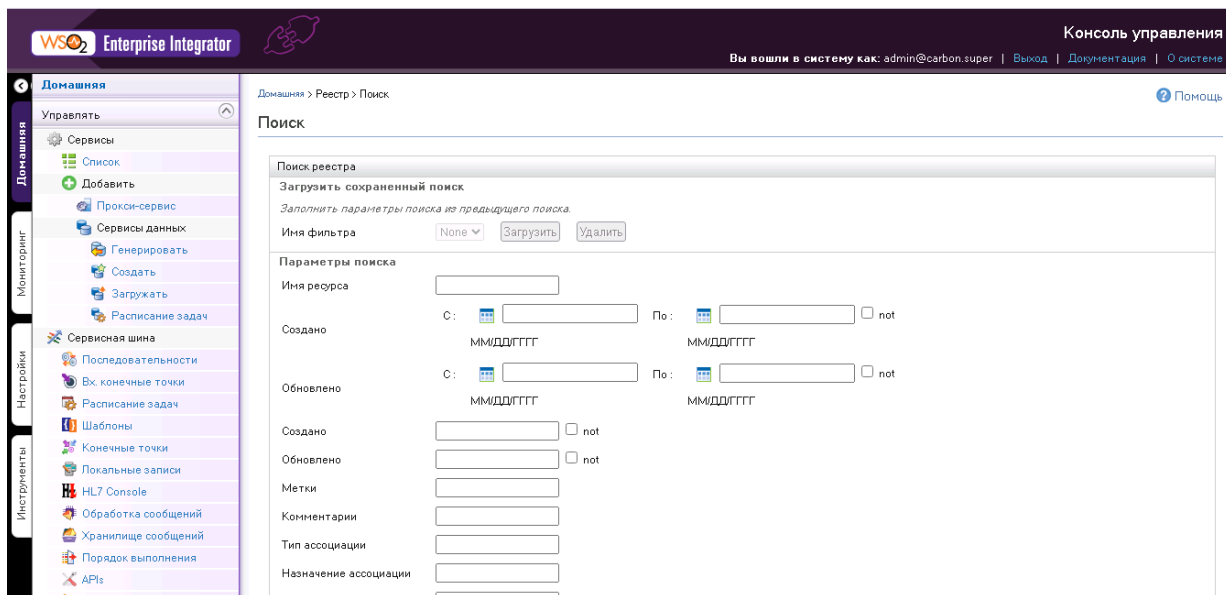 WSO2 Enterprise Integrator
Консоль управления
Вы вошли в систему как: admin@carbon.super | Выход | Документация | О системе
Домашняя
Мониторинг
Настройки
Инструменты
Домашняя
Управлять
Сервисы
Список
Добавить
Прокси-сервис
Сервисы данных
Генерировать
Создать
Загружать
Расписание задач
Сервисная шина
Последовательности
Вх. конечные точки
Расписание задач
Шаблоны
Конечные точки
Локальные записи
HL7 Console
Обработка сообщений
Хранилище сообщений
Порядок выполнения
APIs
Домашняя > Реестр > Поиск
Помощь
Поиск
Поиск реестра
Загрузить сохраненный поиск
Заполнить параметры поиска из предыдущего поиска.
Имя фильтра None Загрузить Удалить
Параметры поиска
Имя ресурса
Создано С : По : not
ММ/ДД/ГГГГ ММ/ДД/ГГГГ
Обновлено С : По : not
ММ/ДД/ГГГГ ММ/ДД/ГГГГ
Создано not
Обновлено not
Метки
Комментарии
Тип ассоциации
Назначение ассоциации